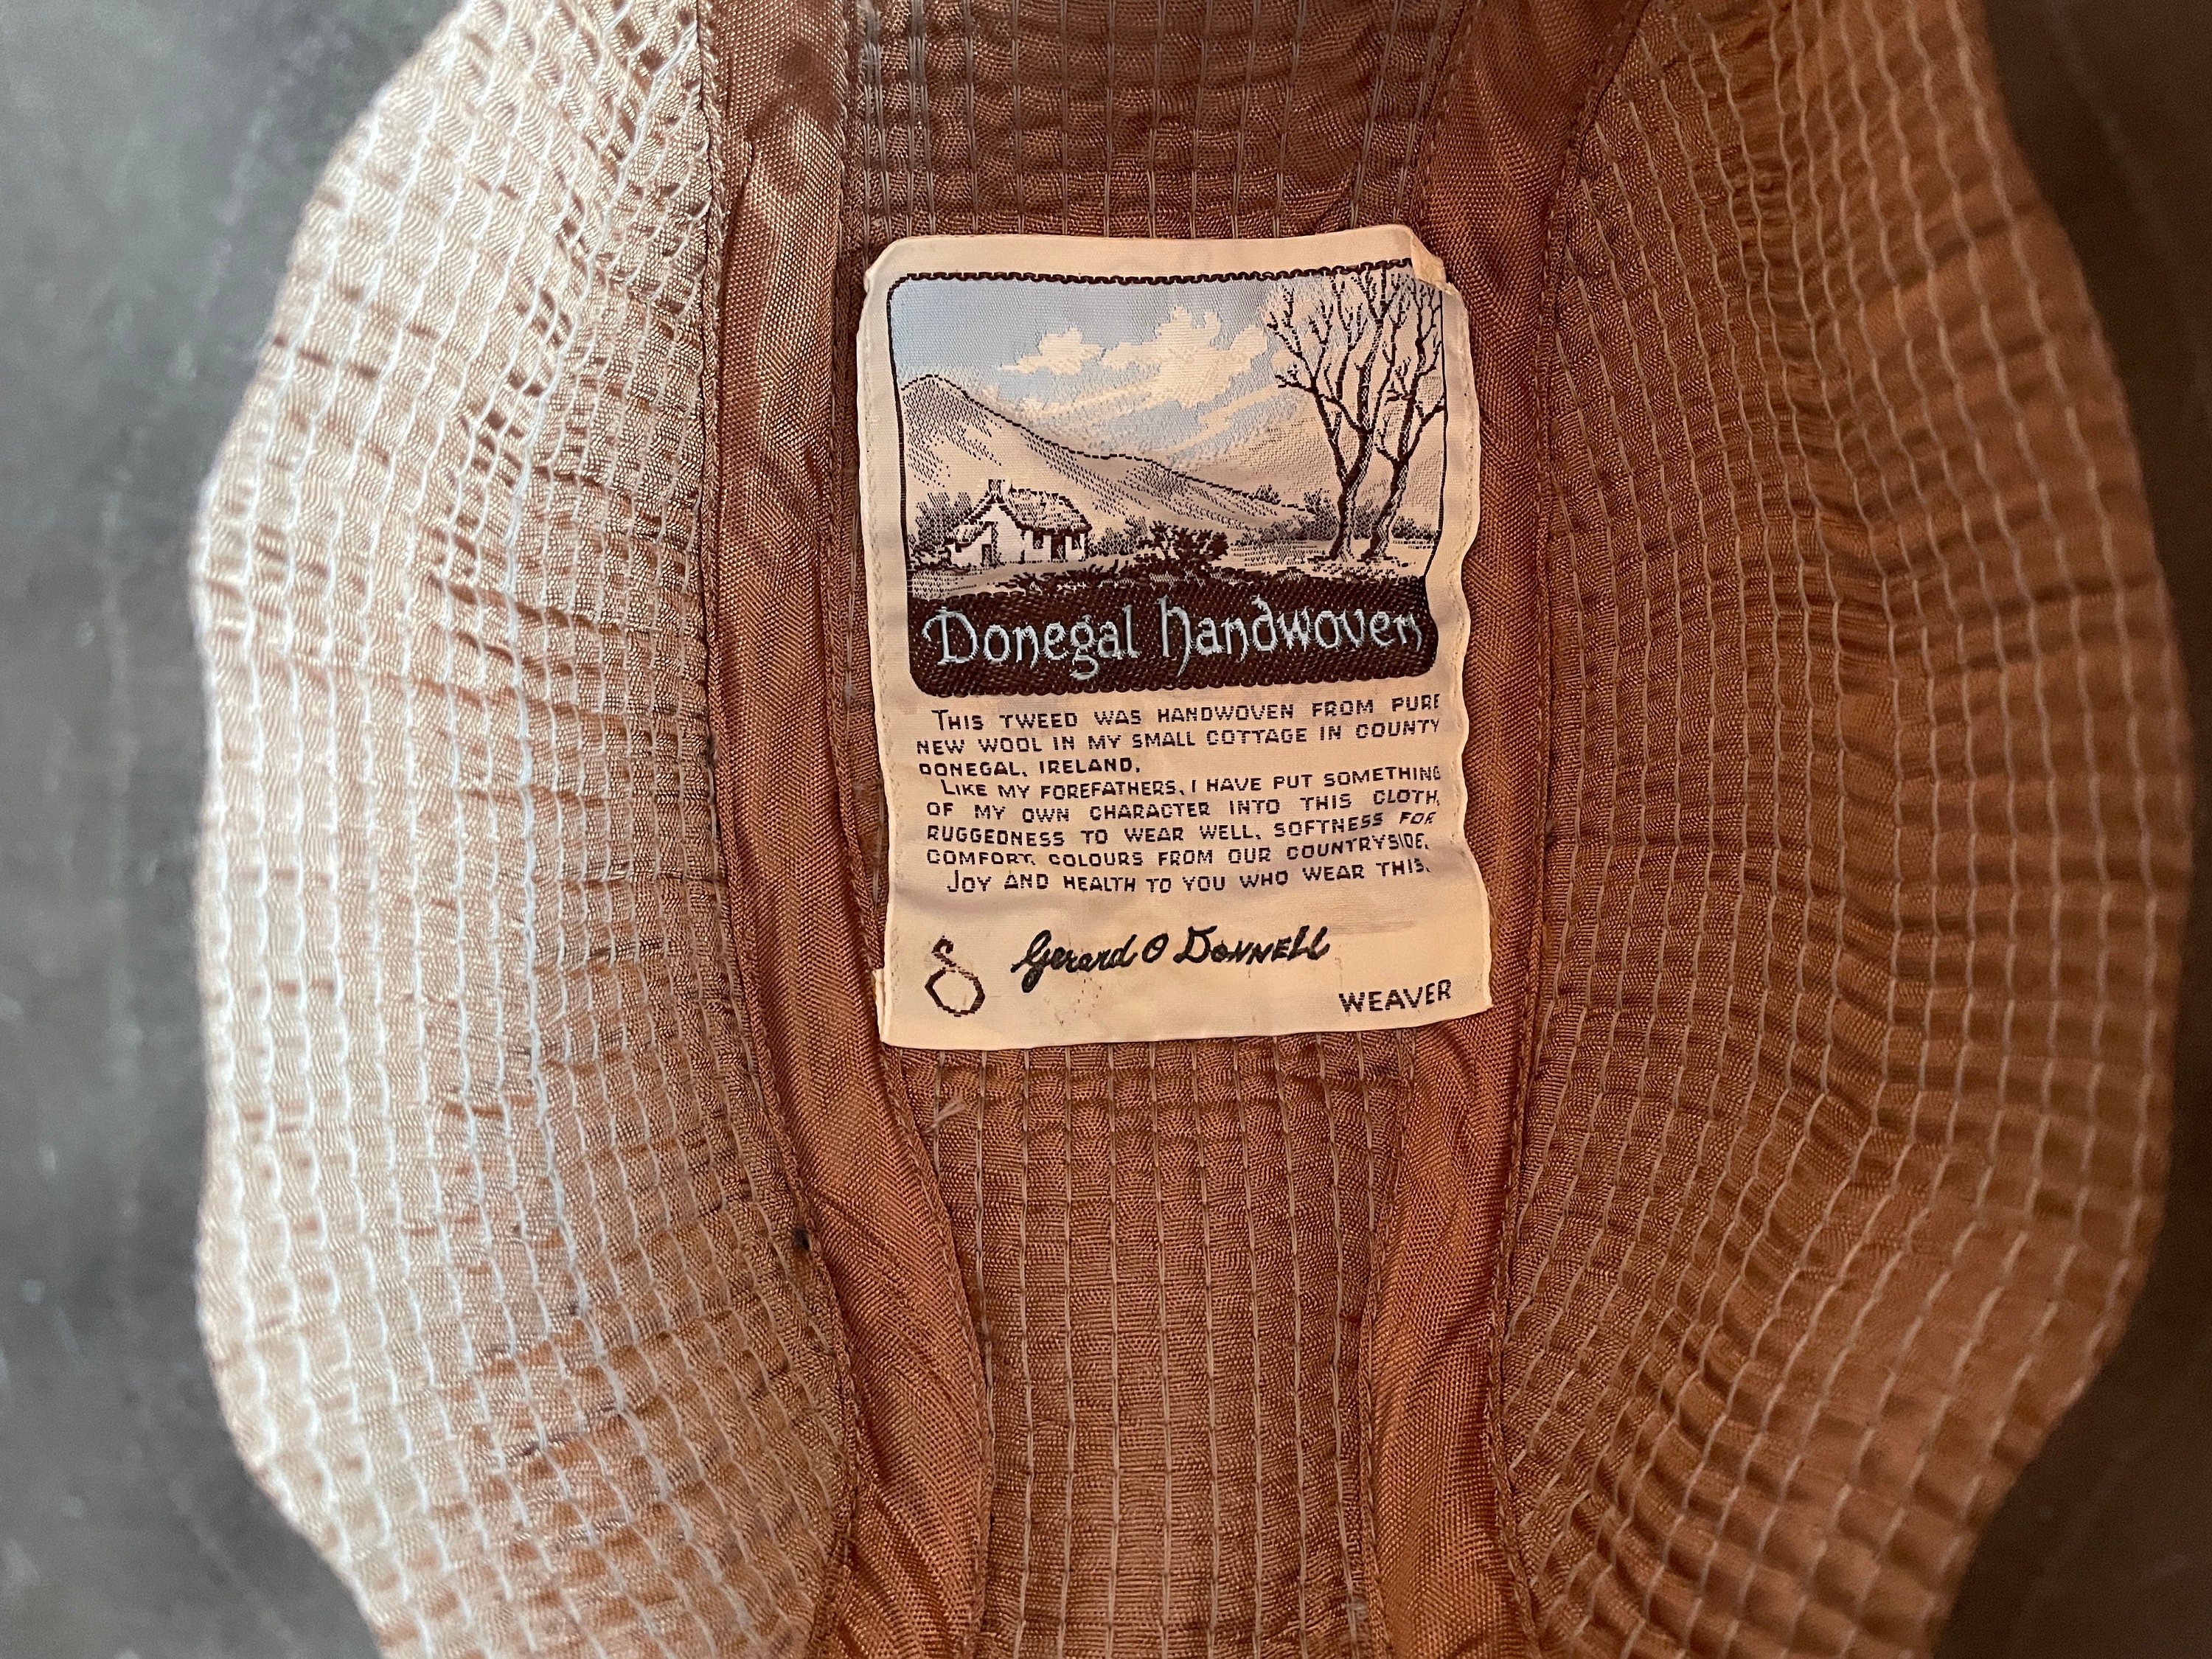 Donegal Handwoven
THIS TWEED WAS HANDWOVEN FROM PURE
NEW WOOL IN MY SMALL COTTAGE IN COUNTY
DONEGAL, IRELAND.
LIKE MY FOREFATHERS, I HAVE PUT SOMETHING
OF MY OWN CHARACTER INTO THIS CLOTH,
RUGGEDNESS TO WEAR WELL, SOFTNESS FOR
COMFORT, COLOURS FROM OUR COUNTRYSIDE.
JOY AND HEALTH TO YOU WHO WEAR THIS.
Gerard O DONNELL
WEAVER